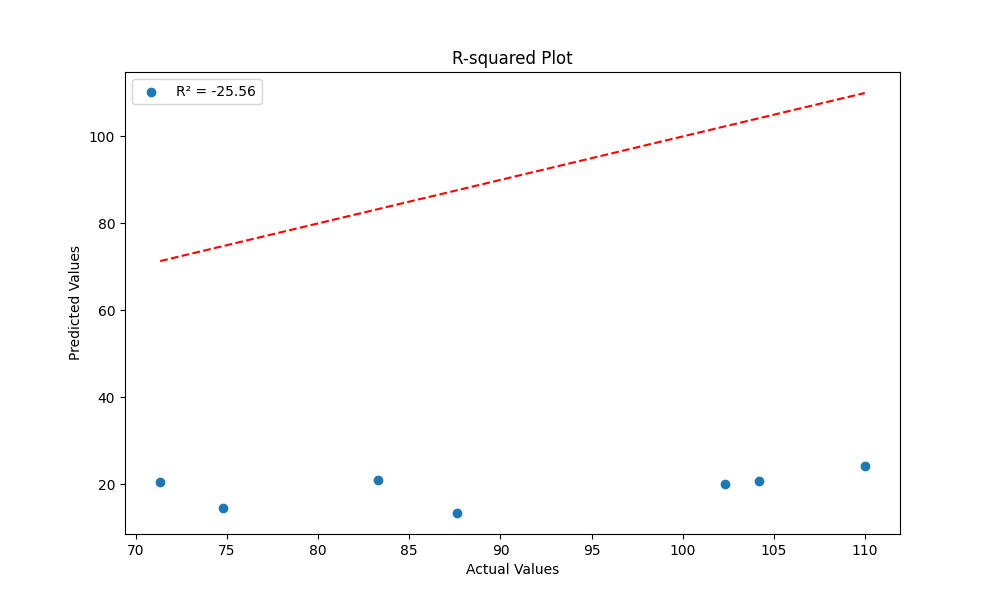 R-squared Plot
R² = -25.56
Predicted Values
100
80
60
40
20
70 75 80 85 90 95 100 105 110
Actual Values